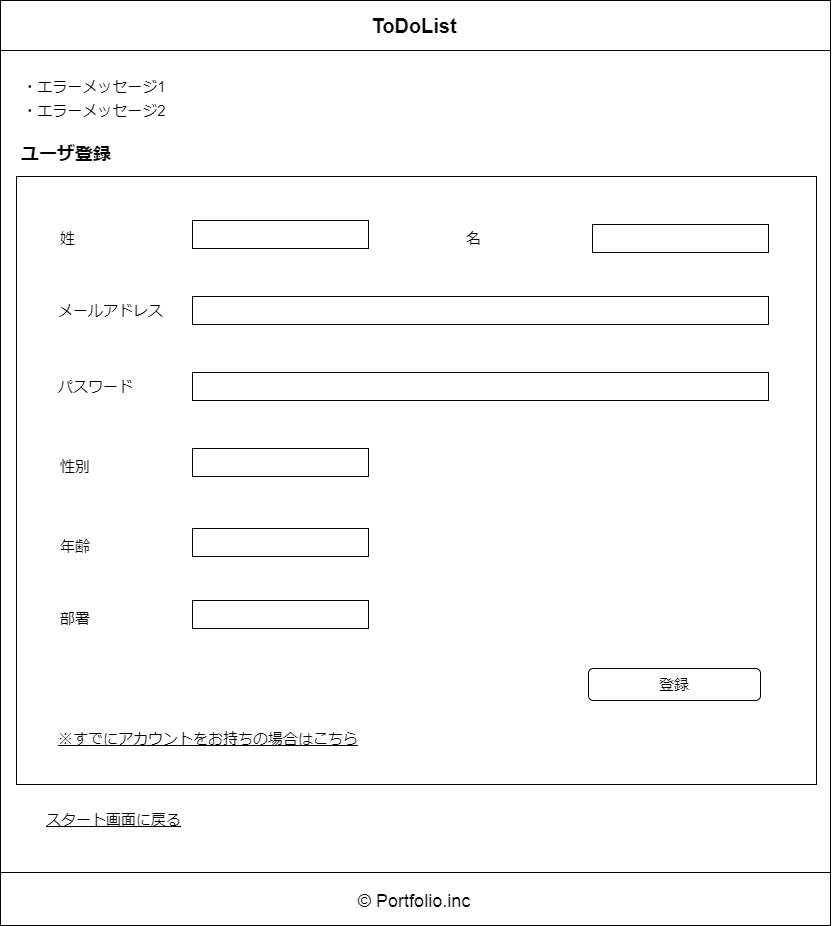 ToDoList
・エラーメッセージ1
・エラーメッセージ2
ユーザ登録
姓 名
メールアドレス
パスワード
性別
年齢
部署
登録
※すでにアカウントをお持ちの場合はこちら
スタート画面に戻る
© Portfolio.inc